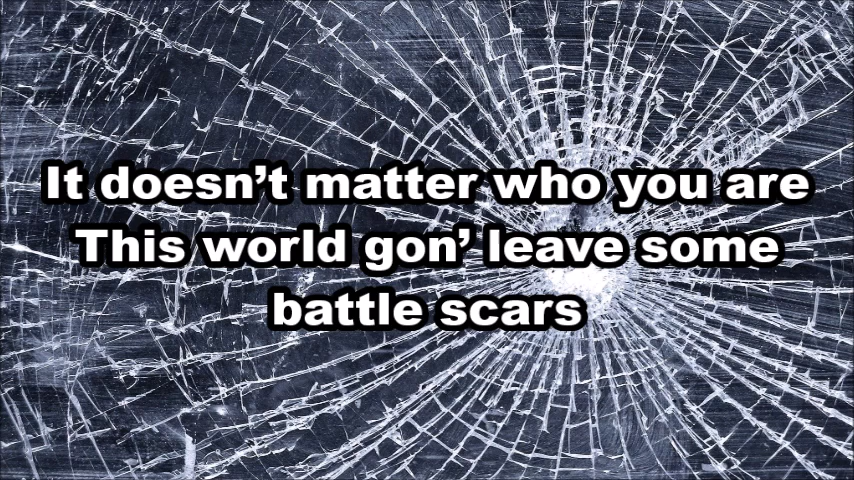 It doesn’t matter who you are
This world gon’ leave some
battle scars